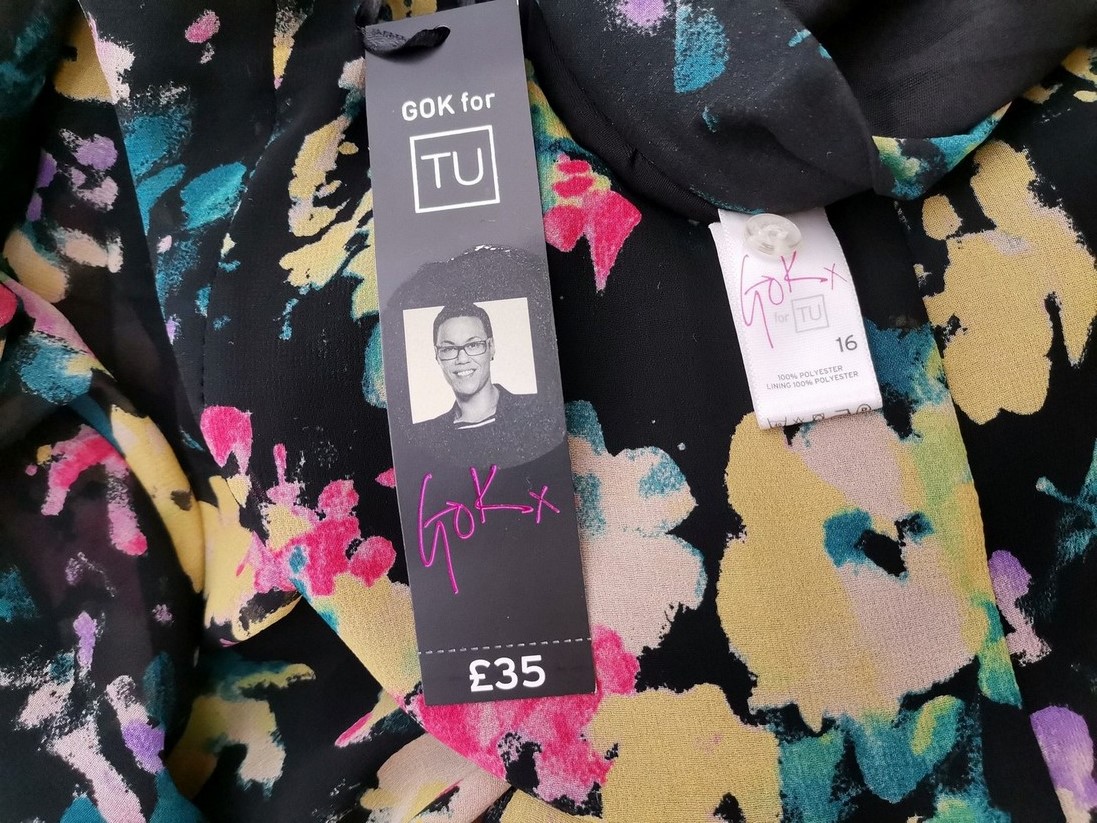 GOK for
TU
GOK x
£35
GOK x
for TU
16
100% POLYESTER
LINING 100% POLYESTER